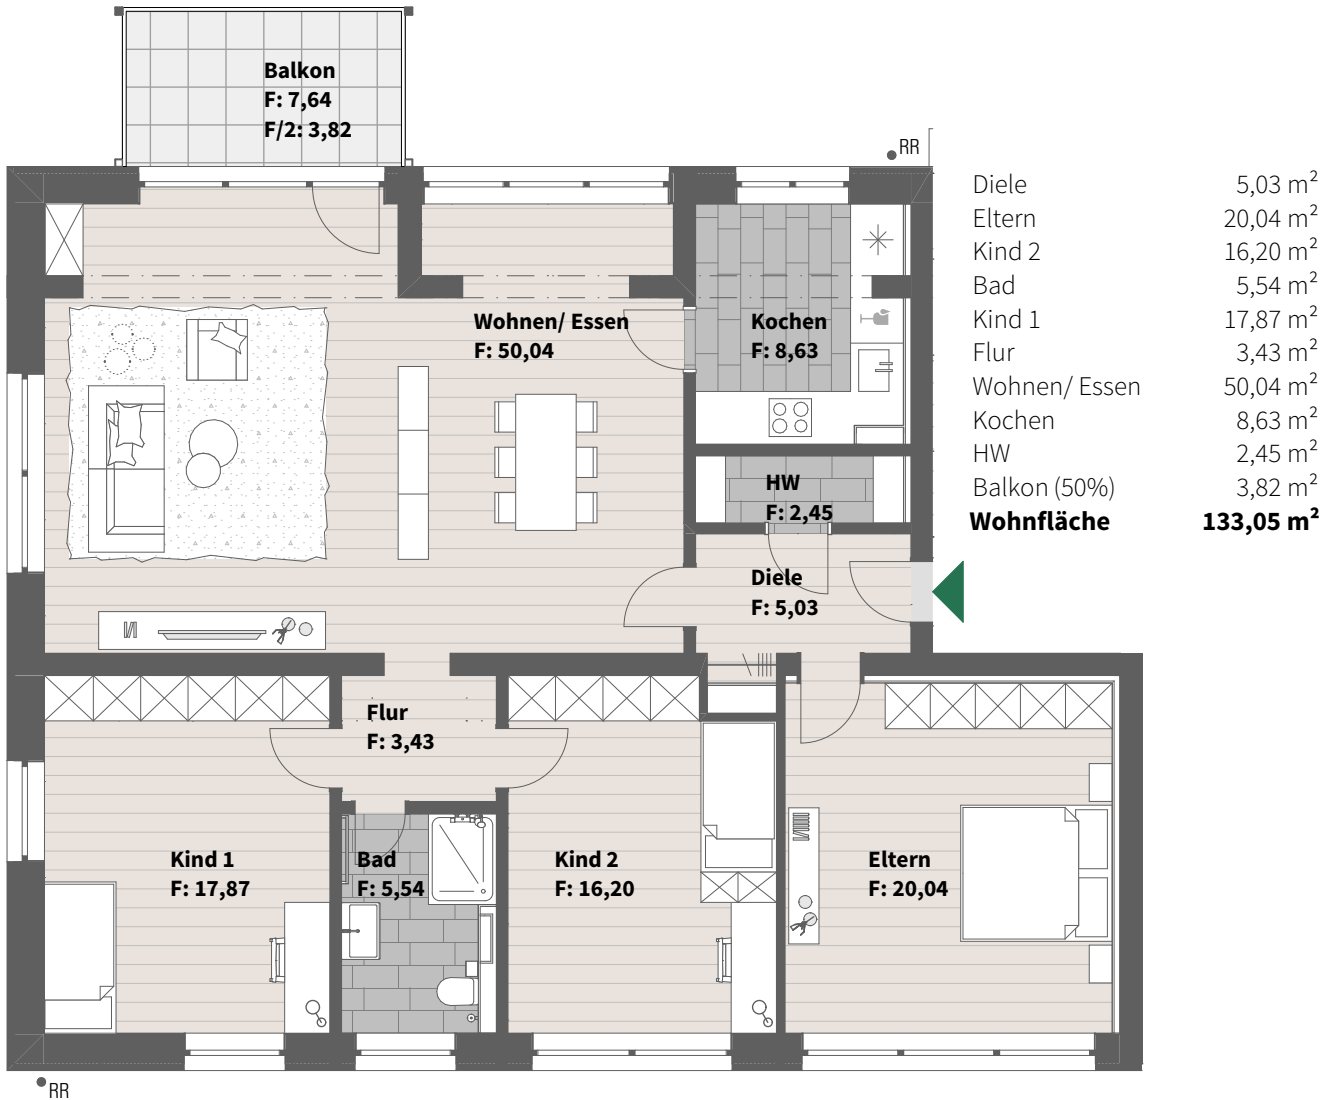 Balkon
F: 7,64
F/2: 3,82
RR
Diele 5,03 m²
Eltern 20,04 m²
Kind 2 16,20 m²
Bad 5,54 m²
Kind 1 17,87 m²
Flur 3,43 m²
Wohnen/ Essen 50,04 m²
Kochen 8,63 m²
HW 2,45 m²
Balkon (50%) 3,82 m²
Wohnfläche 133,05 m²
Wohnen/ Essen
F: 50,04
Kochen
F: 8,63
HW
F: 2,45
Diele
F: 5,03
Flur
F: 3,43
Kind 1
F: 17,87
Bad
F: 5,54
Kind 2
F: 16,20
Eltern
F: 20,04
RR